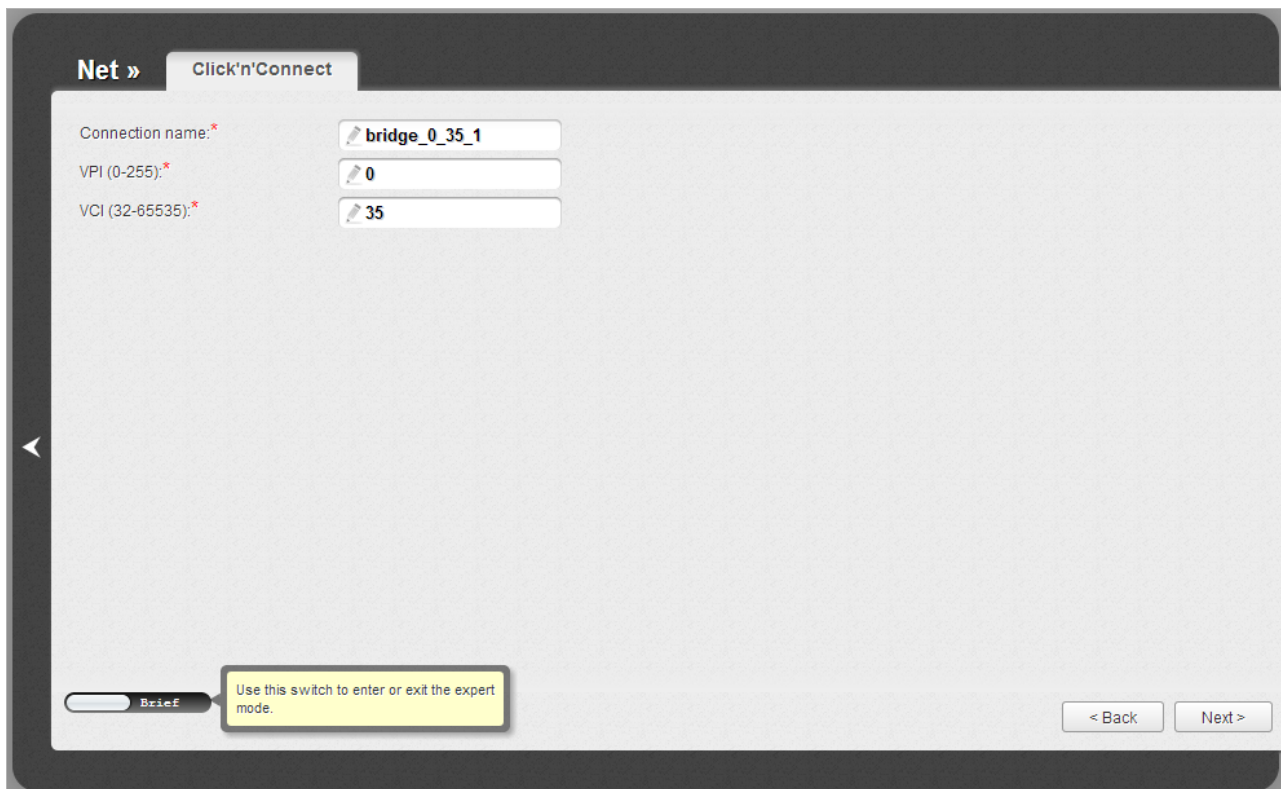 Net » Click'n'Connect
Connection name:* bridge_0_35_1
VPI (0-255):* 0
VCI (32-65535):* 35
Brief
Use this switch to enter or exit the expert
mode.
< Back Next >